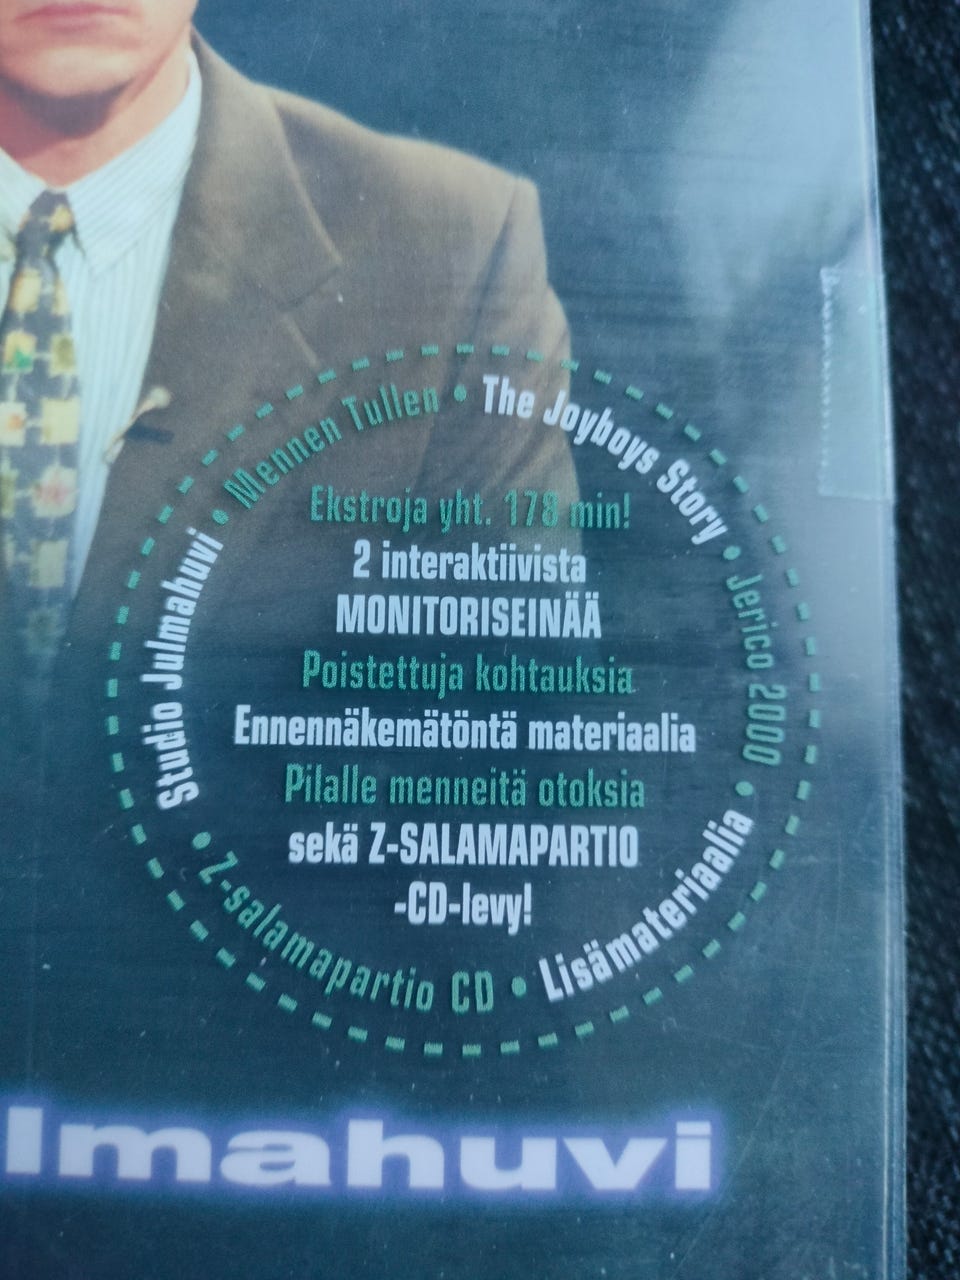 Studio Julmahuvi • Mennen Tullen • The Joyboys Story • Jerico 2000 • Lisämateriaalia • Z-salamapartio CD •
Ekstroja yht. 178 min!
2 interaktiivista
MONITORISEINÄÄ
Poistettuja kohtauksia
Ennennäkemätöntä materiaalia
Pilalle menneitä otoksia
sekä Z-SALAMAPARTIO
-CD-levy!
lmahuvi